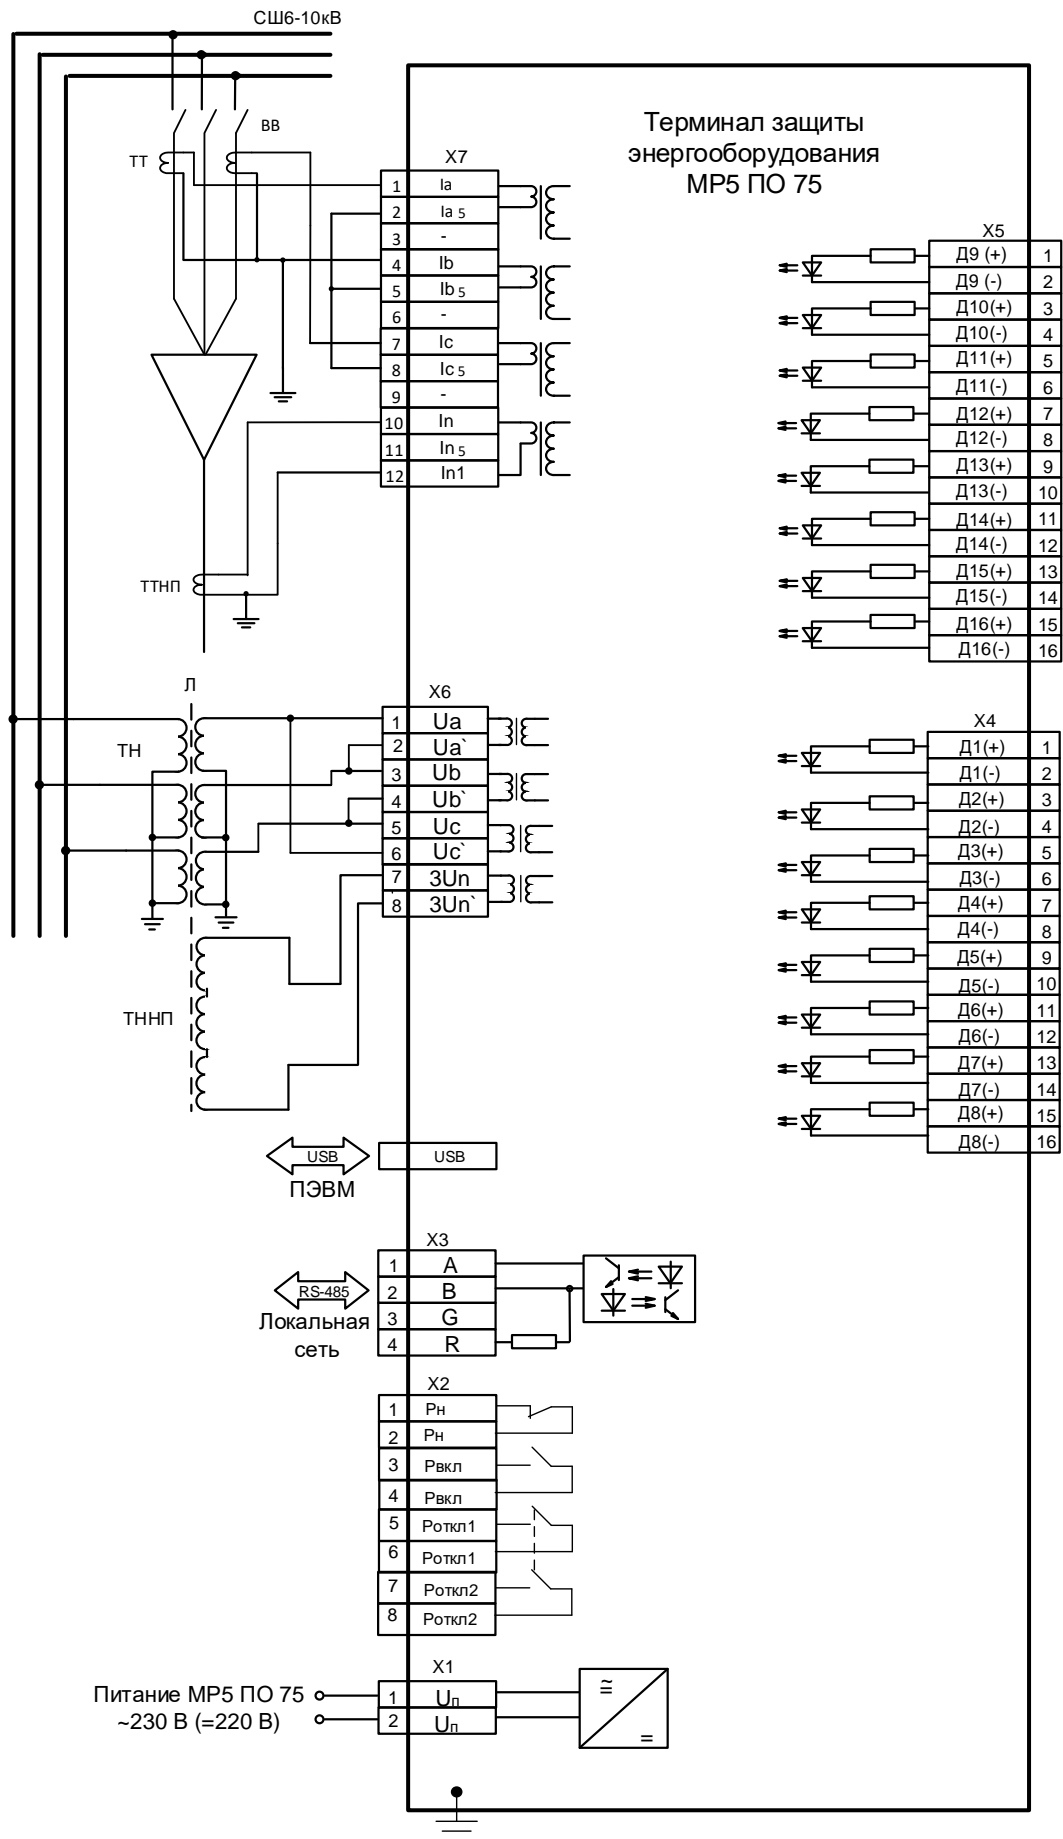 СШ6-10кВ
ВВ
ТТ
Терминал защиты
энергооборудования
МР5 ПО 75
X7
1 Ia
2 Ia 5
3 -
4 Ib
5 Ib 5
6 -
7 Ic
8 Ic 5
9 -
10 In
11 In 5
12 In1
ТТНП
X5
Д9 (+) 1
Д9 (-) 2
Д10(+) 3
Д10(-) 4
Д11(+) 5
Д11(-) 6
Д12(+) 7
Д12(-) 8
Д13(+) 9
Д13(-) 10
Д14(+) 11
Д14(-) 12
Д15(+) 13
Д15(-) 14
Д16(+) 15
Д16(-) 16
Л
ТН
X6
1 Ua
2 Ua`
3 Ub
4 Ub`
5 Uc
6 Uc`
7 3Un
8 3Un`
ТННП
X4
Д1(+) 1
Д1(-) 2
Д2(+) 3
Д2(-) 4
Д3(+) 5
Д3(-) 6
Д4(+) 7
Д4(-) 8
Д5(+) 9
Д5(-) 10
Д6(+) 11
Д6(-) 12
Д7(+) 13
Д7(-) 14
Д8(+) 15
Д8(-) 16
USB
USB
ПЭВМ
X3
1 A
2 B
3 G
4 R
RS-485
Локальная
сеть
X2
1 Рн
2 Рн
3 Рвкл
4 Рвкл
5 Роткл1
6 Роткл1
7 Роткл2
8 Роткл2
X1
1 Uп
2 Uп
Питание МР5 ПО 75
~230 В (=220 В)
≅
=